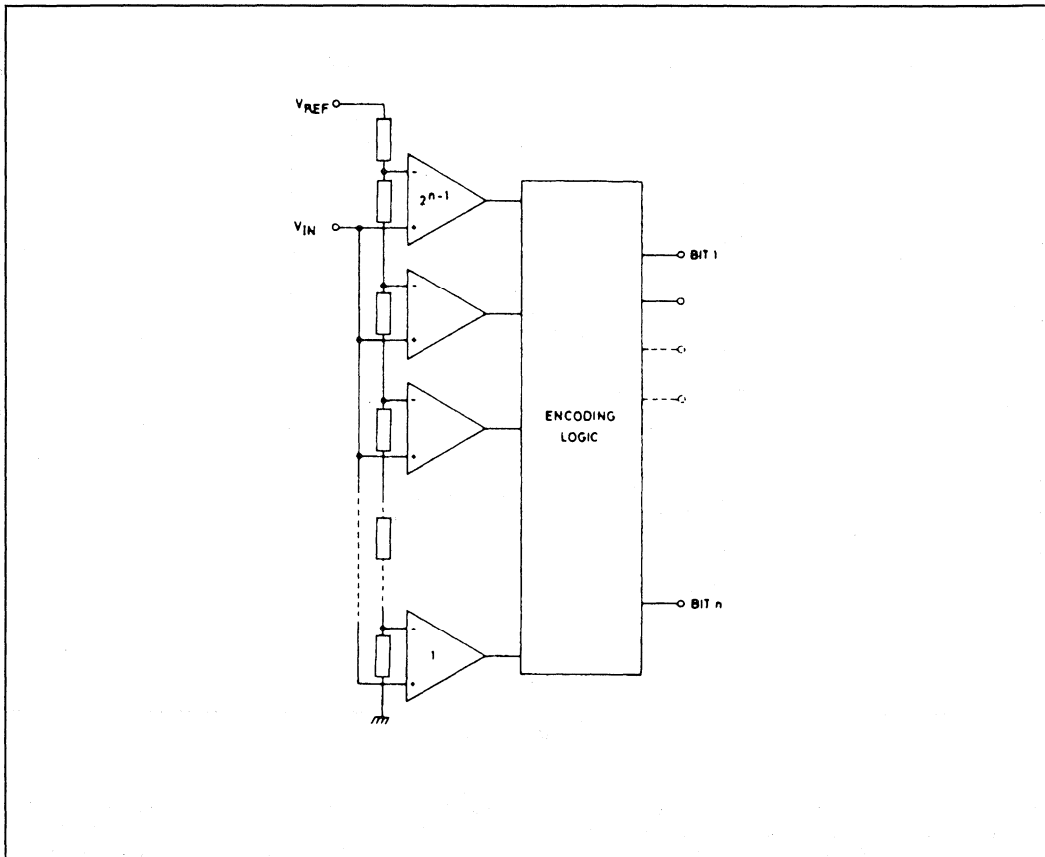 VREF
2n-1
VIN
BIT 1
ENCODING
LOGIC
1
BIT n